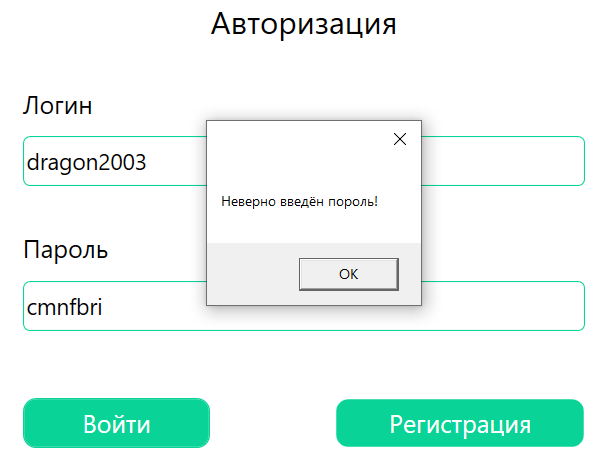 Авторизация
Логин
dragon2003
Неверно введён пороль!
OK
Пароль
cmnfbri
Войти
Регистрация